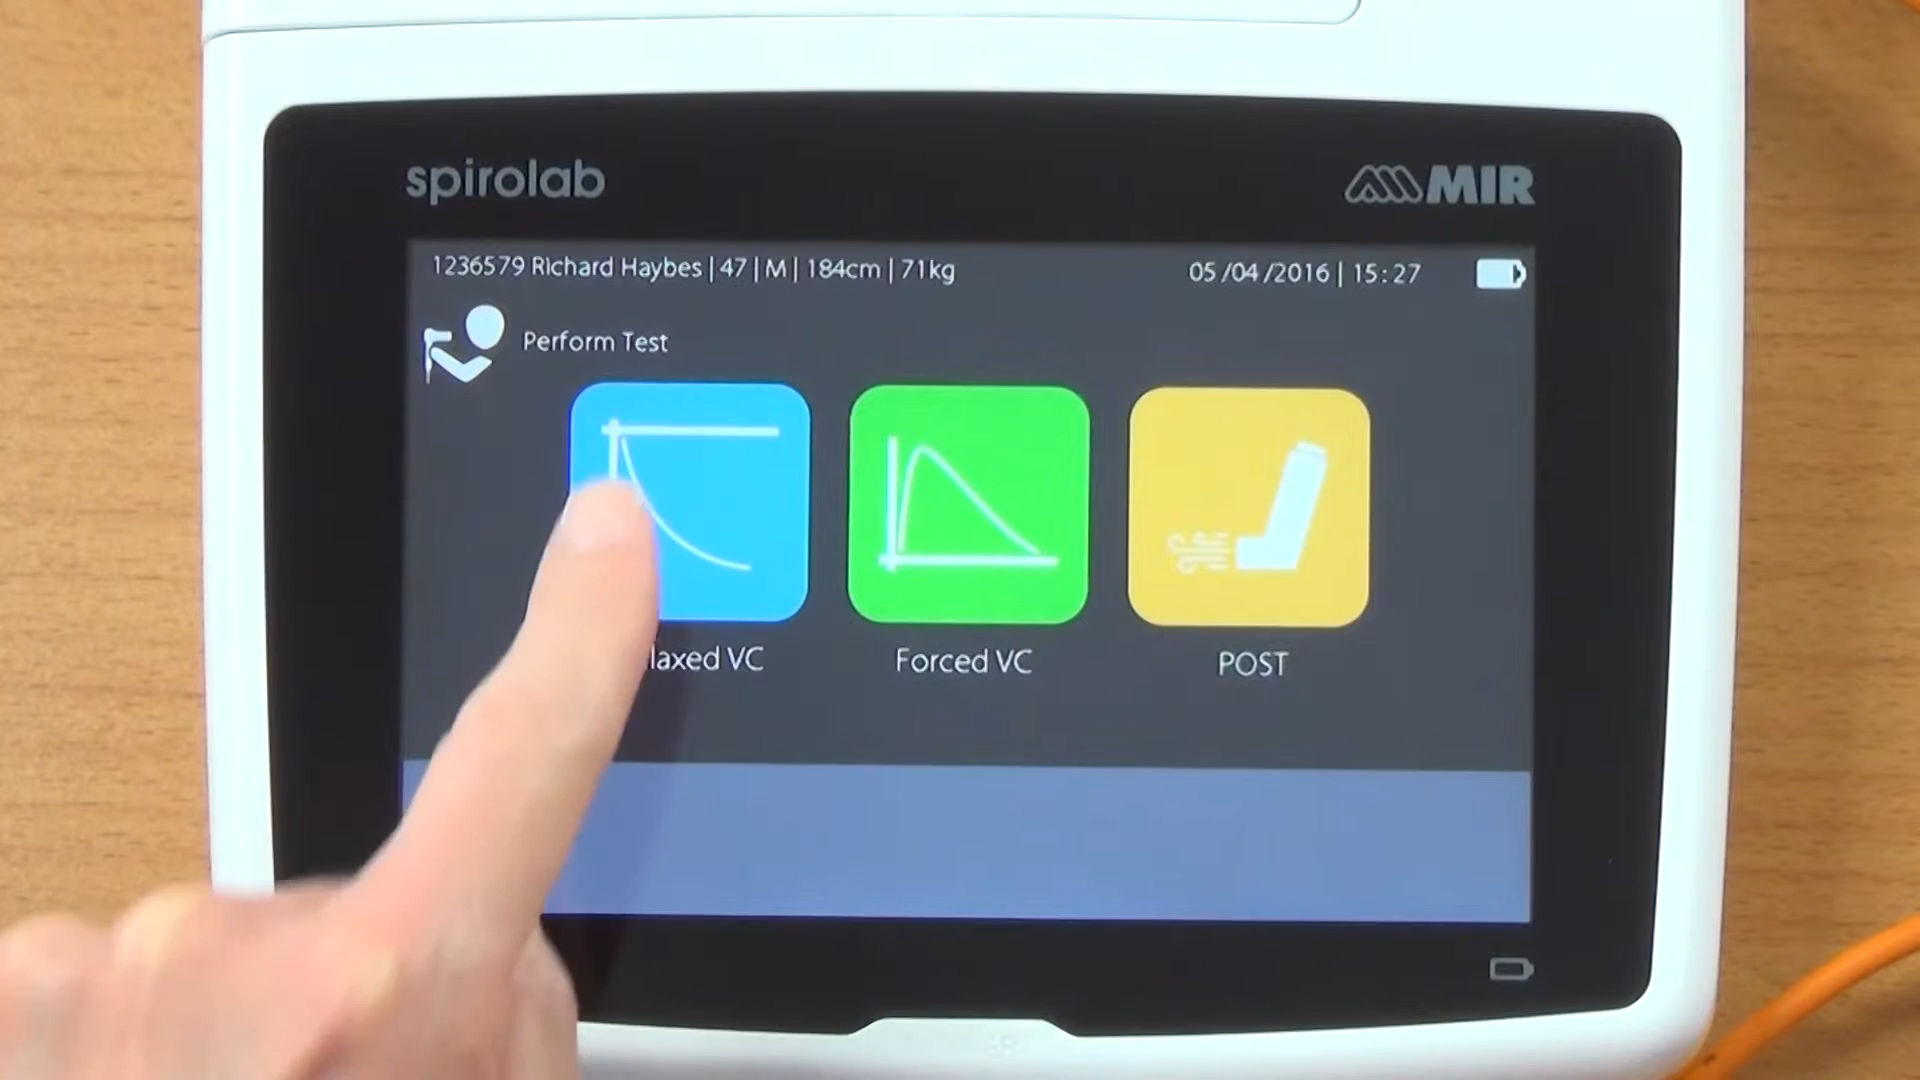 spirolab
MIR
1236579 Richard Haybes | 47 | M | 184cm | 71kg
05/04/2016 | 15:27
Perform Test
laxed VC
Forced VC
POST